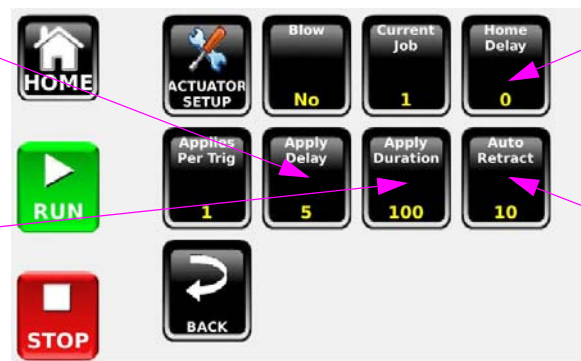 HOME
ACTUATOR
SETUP
Blow
No
Current
Job
1
Home
Delay
0
RUN
Applies
Per Trig
1
Apply
Delay
5
Apply
Duration
100
Auto
Retract
10
STOP
BACK